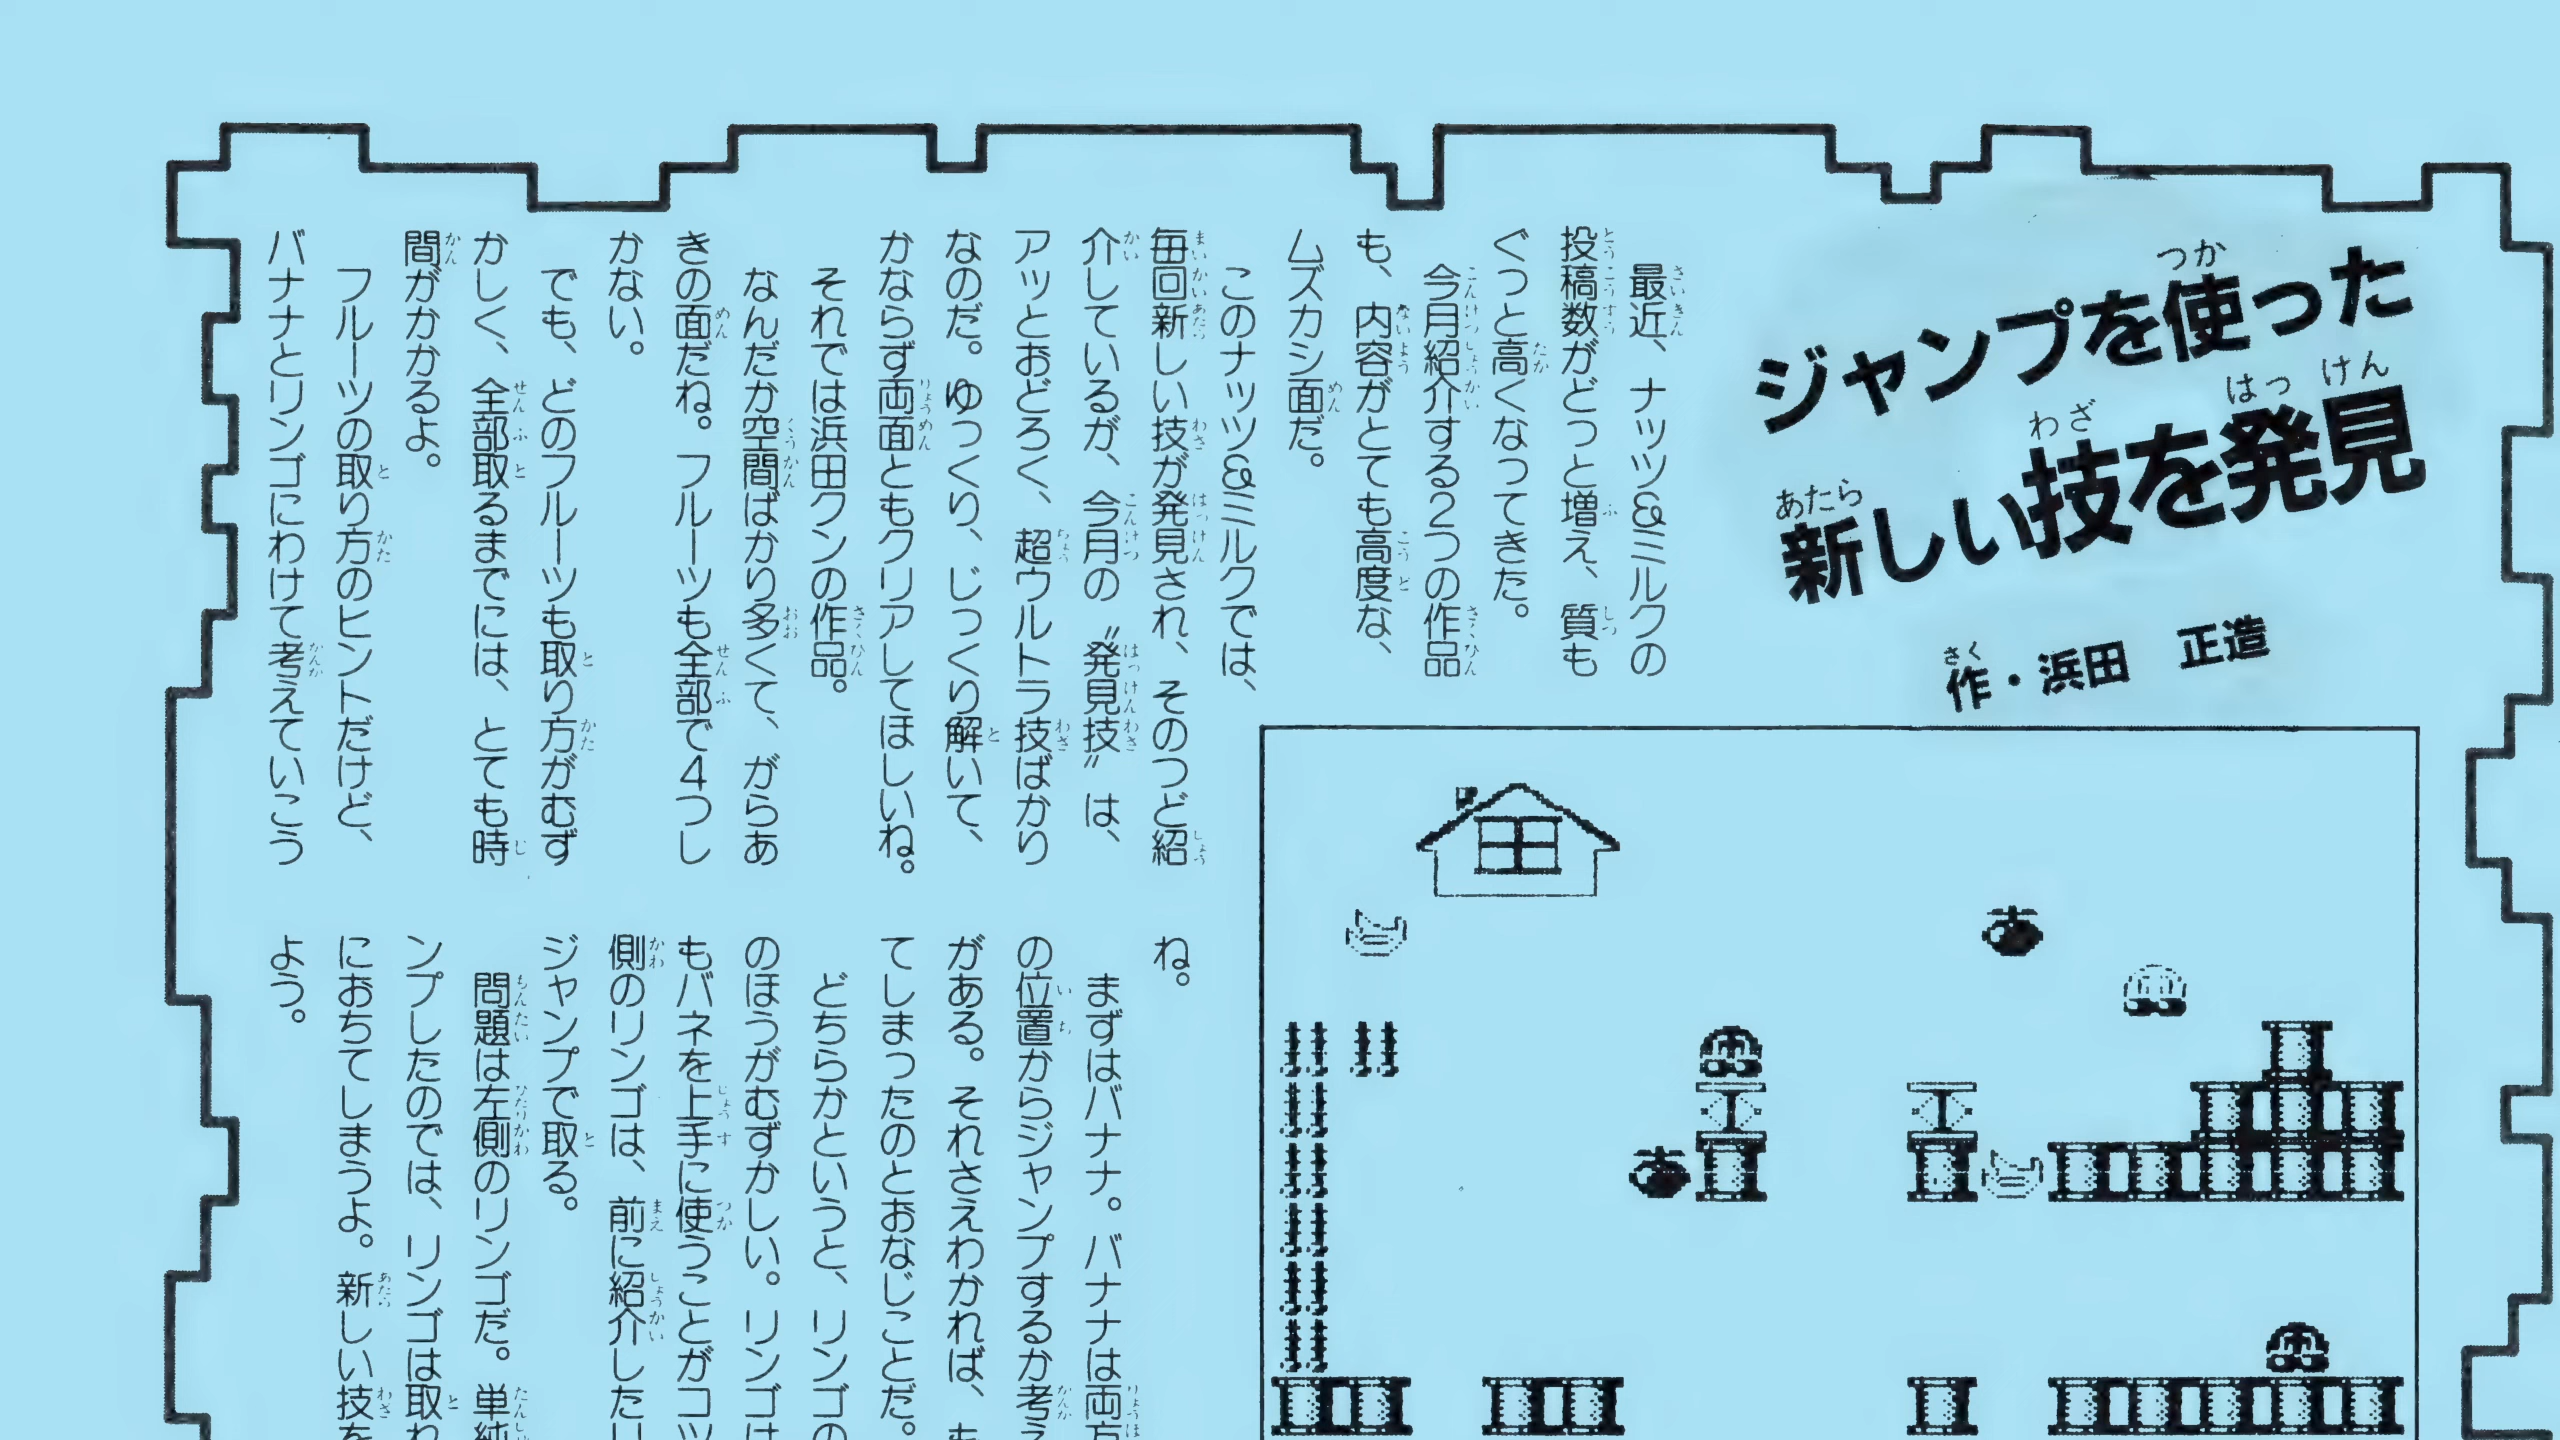 ジャンプを使った
新しい技を発見
作・浜田 正造
最近、ナッツ&ミルクの
投稿数がどっと増え、質も
ぐっと高くなってきた。
今月紹介する2つの作品
も、内容がとても高度な、
ムズカシ面だ。
このナッツ&ミルクでは、
毎回新しい技が発見され、そのつど紹
介しているが、今月の〝発見技〟は、
アッとおどろく、超ウルトラ技ばかり
なのだ。ゆっくり、じっくり解いて、
かならず両面ともクリアしてほしいね。
それでは浜田クンの作品。
なんだか空間ばかり多くて、がらあ
きの面だね。フルーツも全部で4つし
かない。
でも、どのフルーツも取り方がむず
かしく、全部取るまでには、とても時
間がかかるよ。
フルーツの取り方のヒントだけど、
バナナとリンゴにわけて考えていこう
ね。
まずはバナナ。バナナは両方
の位置からジャンプするか考え
がある。それさえわかれば、も
てしまったのとおなじことだ。
どちらかというと、リンゴの
のほうがむずかしい。リンゴは
もバネを上手に使うことがコツ
側のリンゴは、前に紹介したり
ジャンプで取る。
問題は左側のリンゴだ。単純
ンプしたのでは、リンゴは取れ
におちてしまうよ。新しい技を
よう。